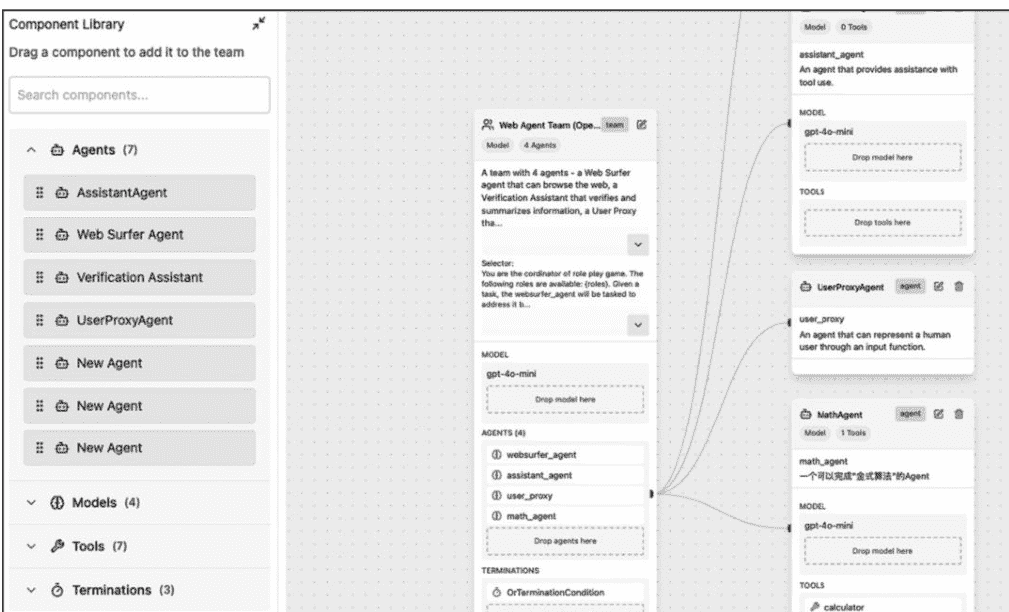 Component Library
Drag a component to add it to the team
Search components...
Agents (7)
AssistantAgent
Web Surfer Agent
Verification Assistant
UserProxyAgent
New Agent
New Agent
New Agent
Models (4)
Tools (7)
Terminations (3)
Web Agent Team (Ope... team
Model 4 Agents
A team with 4 agents - a Web Surfer
agent that can browse the web, a
Verification Assistant that verifies and
summarizes information, a User Proxy
tha...
Selector:
You are the cordinator of role play game. The
following roles are available: {roles}. Given a
task, the websurfer_agent will be tasked to
address it b...
MODEL
gpt-4o-mini
Drop model here
AGENTS (4)
websurfer_agent
assistant_agent
user_proxy
math_agent
Drop agents here
TERMINATIONS
OrTerminationCondition
Model 0 Tools
assistant_agent
An agent that provides assistance with
tool use.
MODEL
gpt-4o-mini
Drop model here
TOOLS
Drop tools here
UserProxyAgent agent
user_proxy
An agent that can represent a human
user through an input function.
MathAgent agent
Model 1 Tools
math_agent
一个可以完成"金式算法"的Agent
MODEL
gpt-4o-mini
Drop model here
TOOLS
calculator